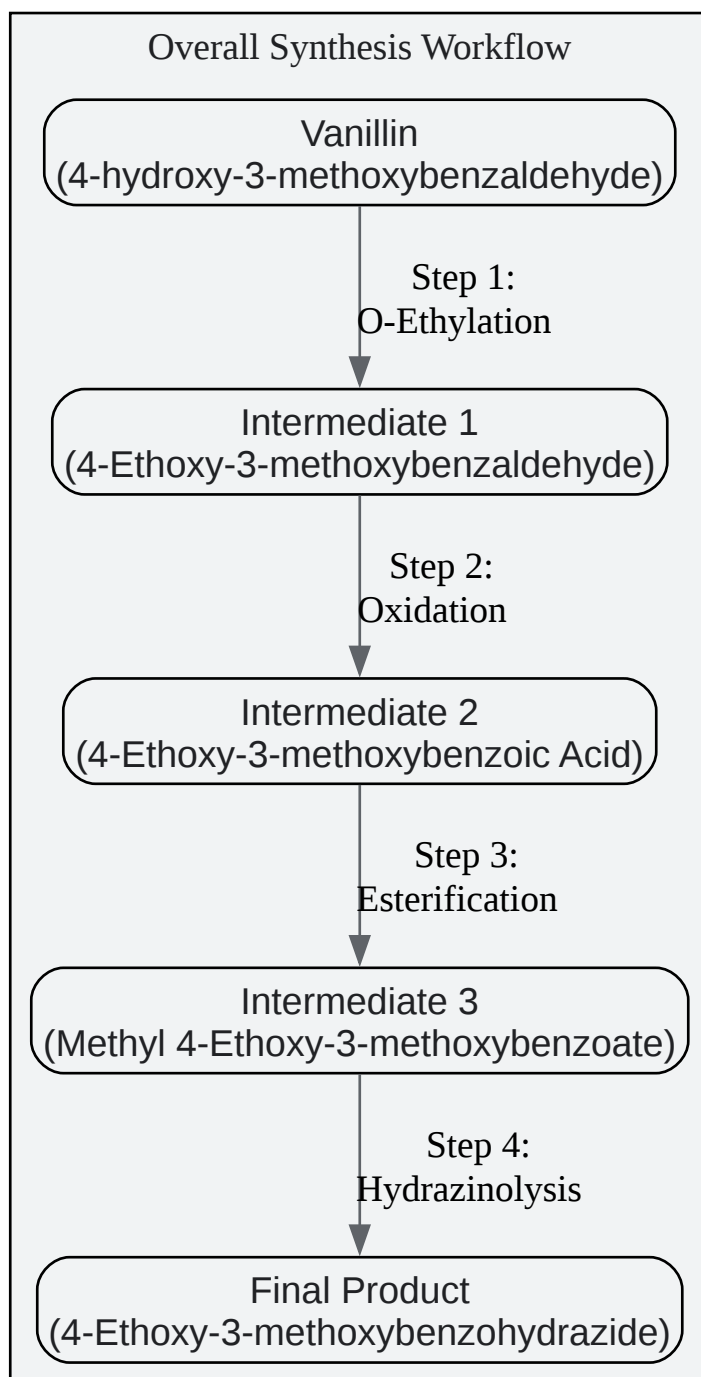 Overall Synthesis Workflow
Vanillin
(4-hydroxy-3-methoxybenzaldehyde)
Step 1:
O-Ethylation
Intermediate 1
(4-Ethoxy-3-methoxybenzaldehyde)
Step 2:
Oxidation
Intermediate 2
(4-Ethoxy-3-methoxybenzoic Acid)
Step 3:
Esterification
Intermediate 3
(Methyl 4-Ethoxy-3-methoxybenzoate)
Step 4:
Hydrazinolysis
Final Product
(4-Ethoxy-3-methoxybenzohydrazide)